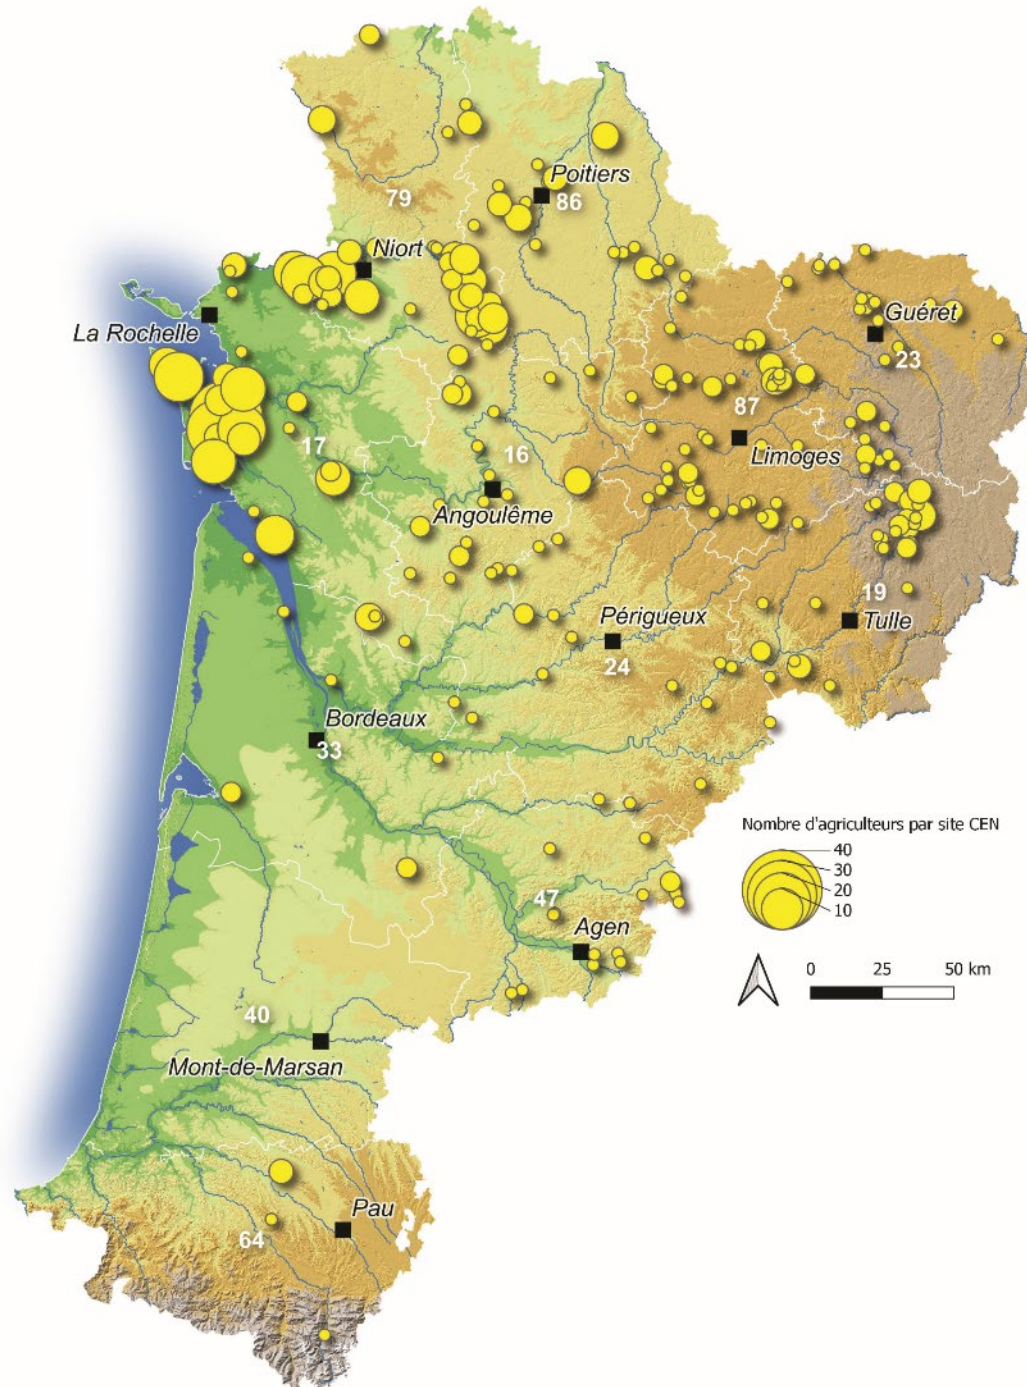 Poitiers
86
79
Niort
La Rochelle
Guéret
23
87
Limoges
17
16
Angoulême
19
Tulle
Périgueux
24
Bordeaux
33
Nombre d'agriculteurs par site CEN
40
30
20
10
47
Agen
0 25 50 km
40
Mont-de-Marsan
Pau
64